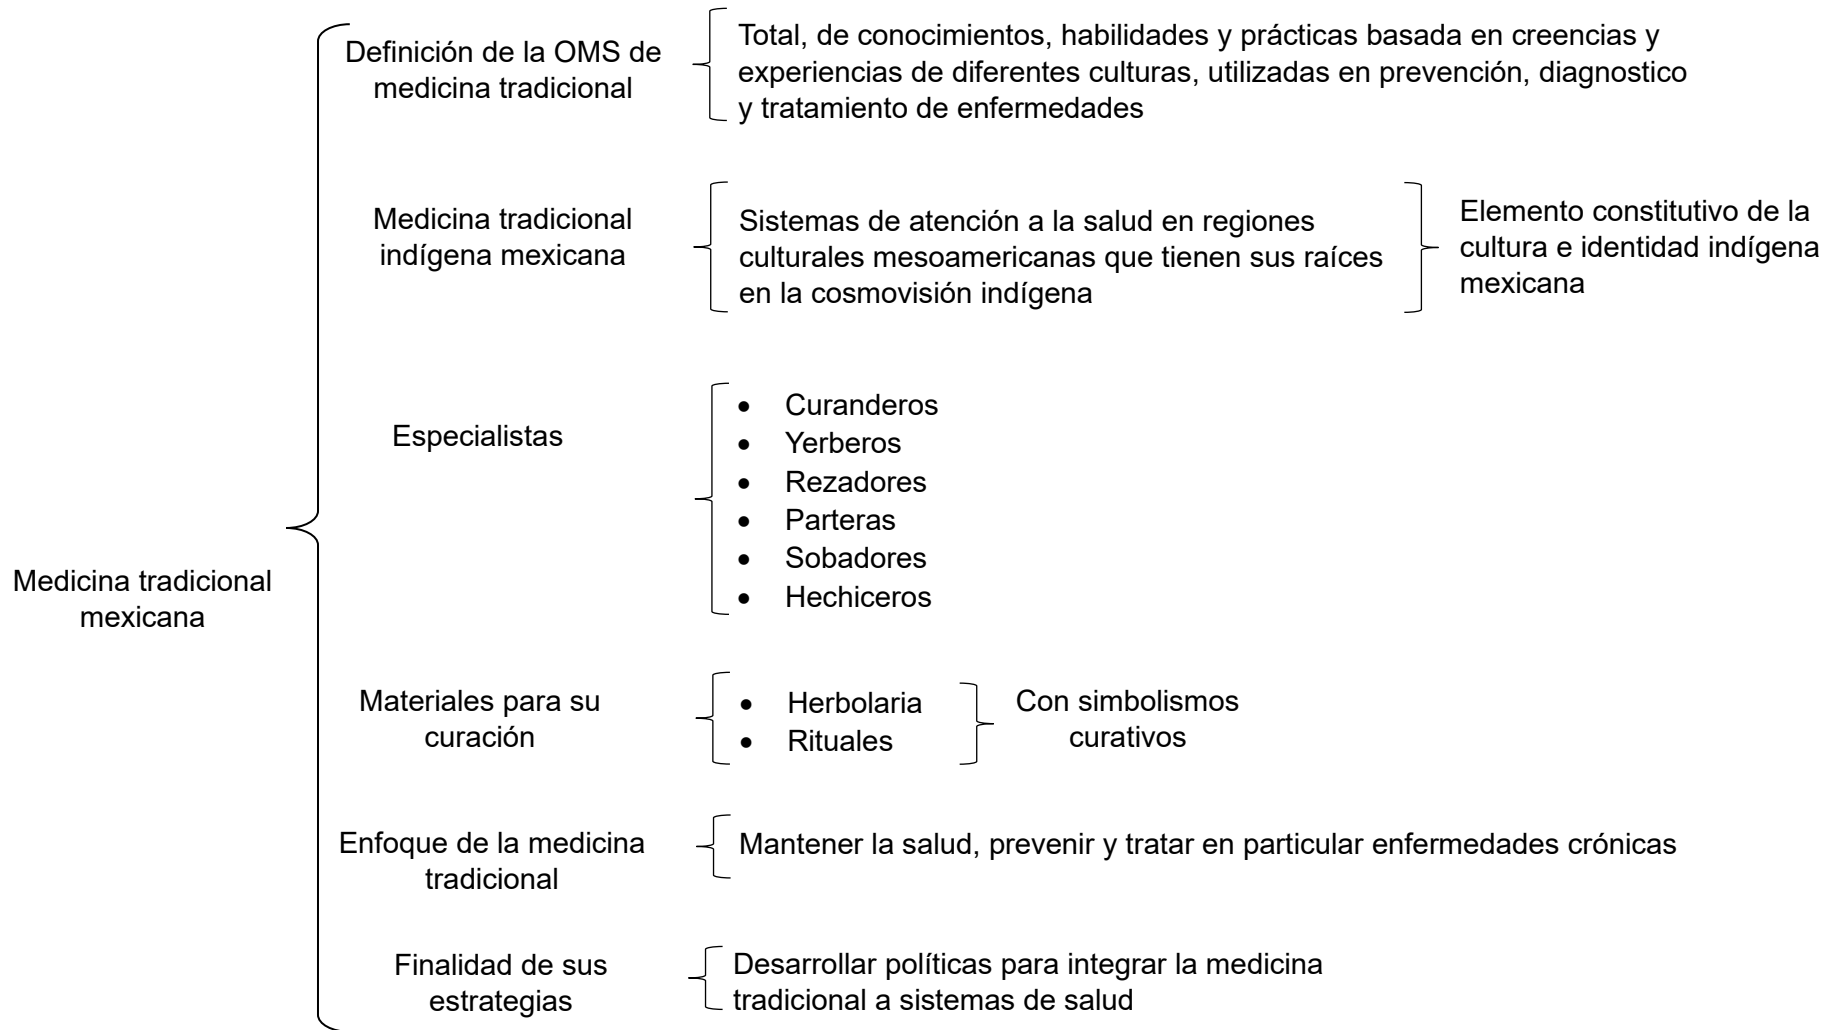 Definición de la OMS de
medicina tradicional
Total, de conocimientos, habilidades y prácticas basada en creencias y
experiencias de diferentes culturas, utilizadas en prevención, diagnostico
y tratamiento de enfermedades
Medicina tradicional
indígena mexicana
Sistemas de atención a la salud en regiones
culturales mesoamericanas que tienen sus raíces
en la cosmovisión indígena
Elemento constitutivo de la
cultura e identidad indígena
mexicana
Especialistas
• Curanderos
• Yerberos
• Rezadores
• Parteras
• Sobadores
• Hechiceros
Medicina tradicional
mexicana
Materiales para su
curación
• Herbolaria
• Rituales
Con simbolismos
curativos
Enfoque de la medicina
tradicional
Mantener la salud, prevenir y tratar en particular enfermedades crónicas
Finalidad de sus
estrategias
Desarrollar políticas para integrar la medicina
tradicional a sistemas de salud